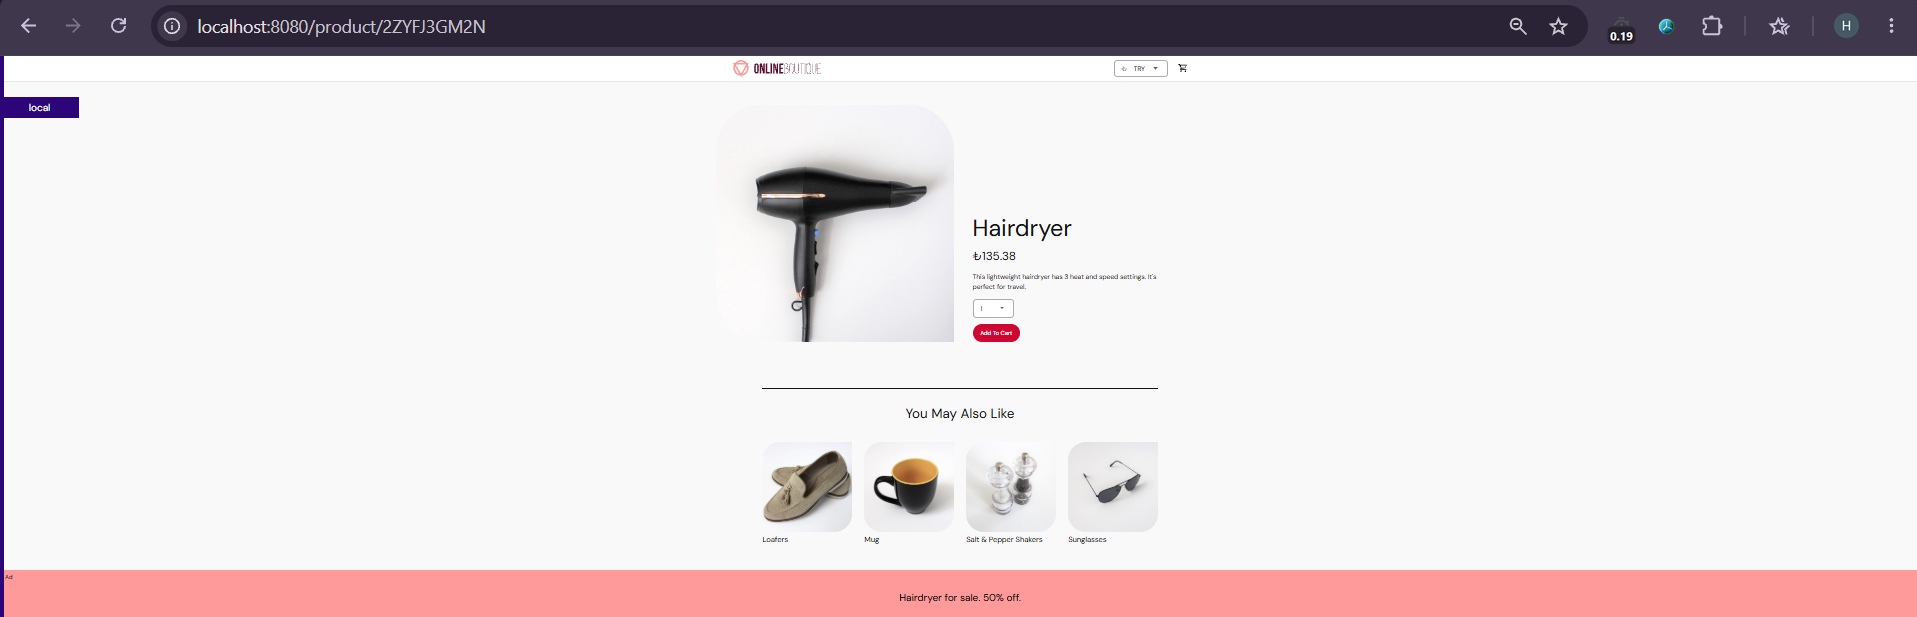 localhost:8080/product/2ZYFJ3GM2N
0.19
H
ONLINEBOUTIQUE
₺ TRY
local
Hairdryer
₺135.38
This lightweight hairdryer has 3 heat and speed settings. It's
perfect for travel.
1
Add To Cart
You May Also Like
Loafers
Mug
Salt & Pepper Shakers
Sunglasses
Ad
Hairdryer for sale. 50% off.